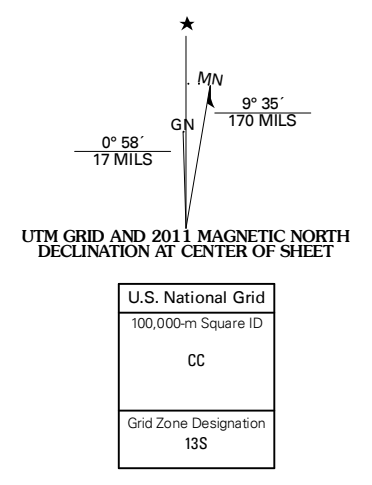 ★
MN
GN
9° 35´
170 MILS
0° 58´
17 MILS
UTM GRID AND 2011 MAGNETIC NORTH
DECLINATION AT CENTER OF SHEET
U.S. National Grid
100,000-m Square ID
CC
Grid Zone Designation
13S